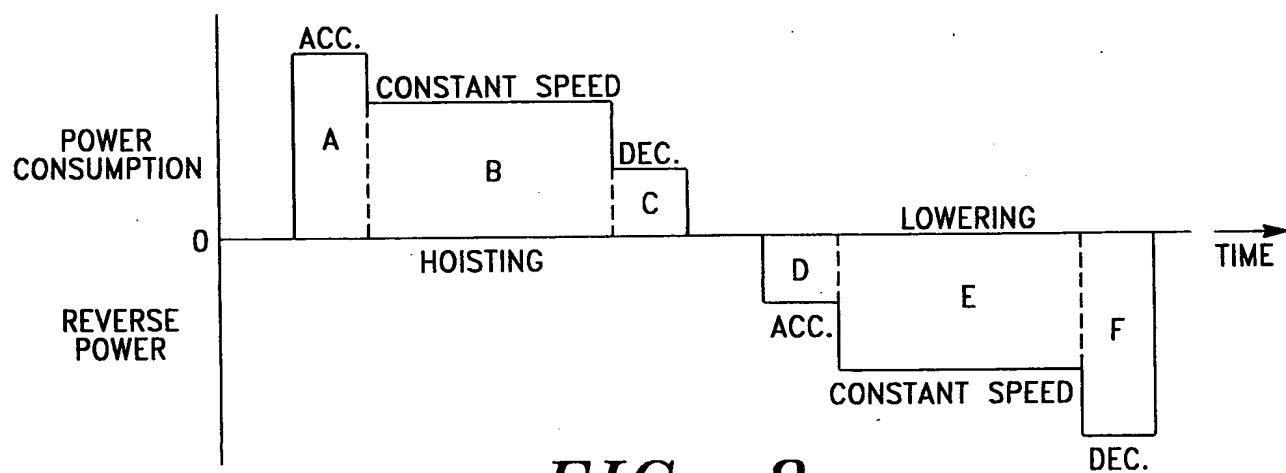 ACC.
CONSTANT SPEED
POWER
CONSUMPTION
A
B
DEC.
C
0
HOISTING
LOWERING
TIME
REVERSE
POWER
D
ACC.
E
F
CONSTANT SPEED
DEC.